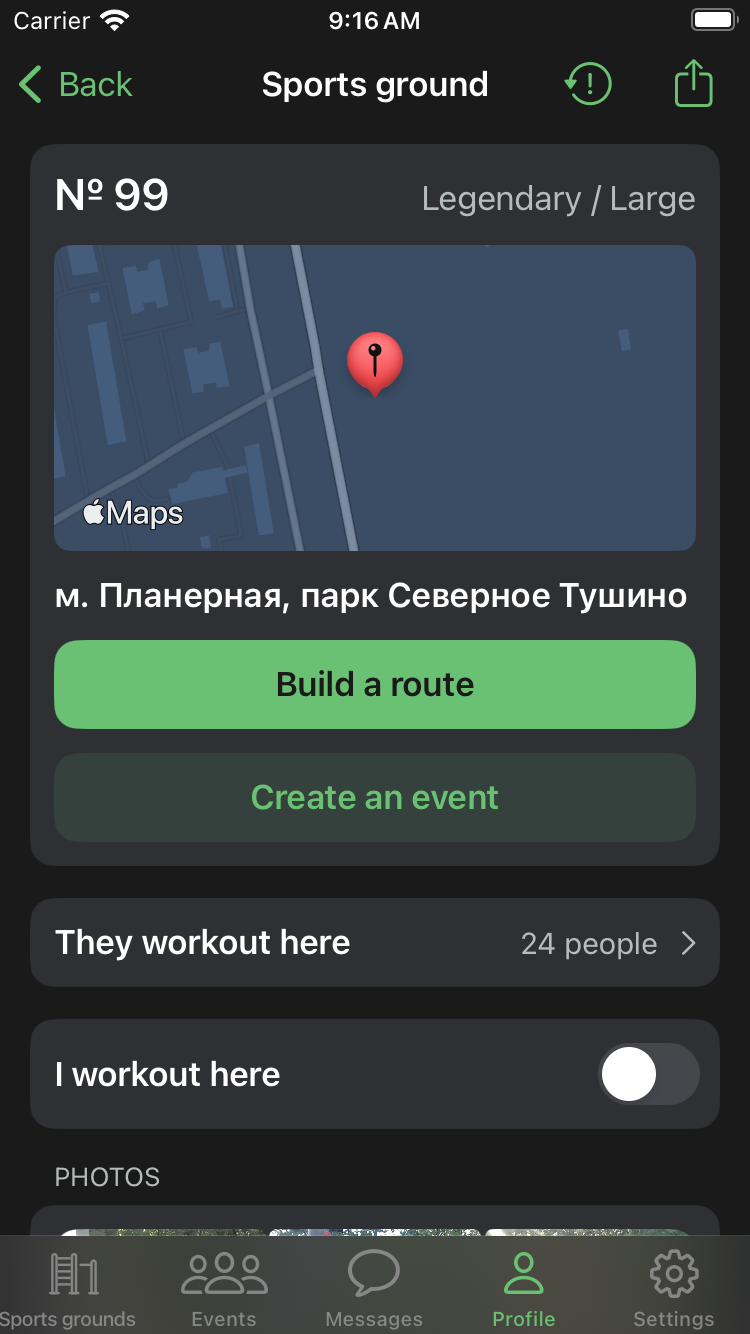 Carrier 9:16 AM
Back Sports ground
№ 99 Legendary / Large
Maps
м. Планерная, парк Северное Тушино
Build a route
Create an event
They workout here 24 people
I workout here
PHOTOS
Sports grounds Events Messages Profile Settings